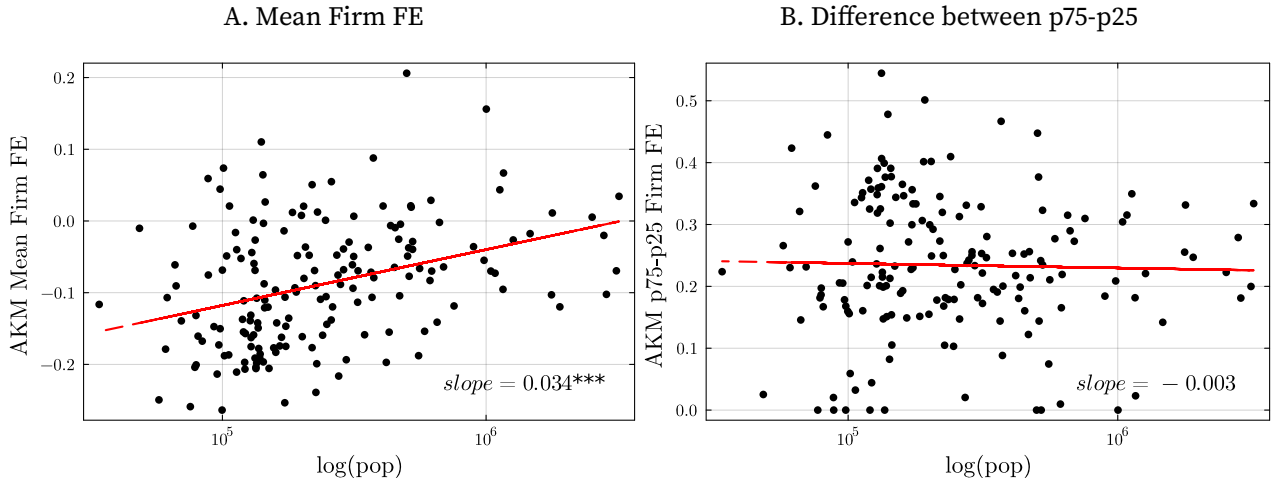 A. Mean Firm FE
AKM Mean Firm FE
0.2
0.1
0.0
−0.1
−0.2
slope = 0.034***
10^5
10^6
log(pop)
B. Difference between p75-p25
AKM p75-p25 Firm FE
0.5
0.4
0.3
0.2
0.1
0.0
slope = − 0.003
10^5
10^6
log(pop)